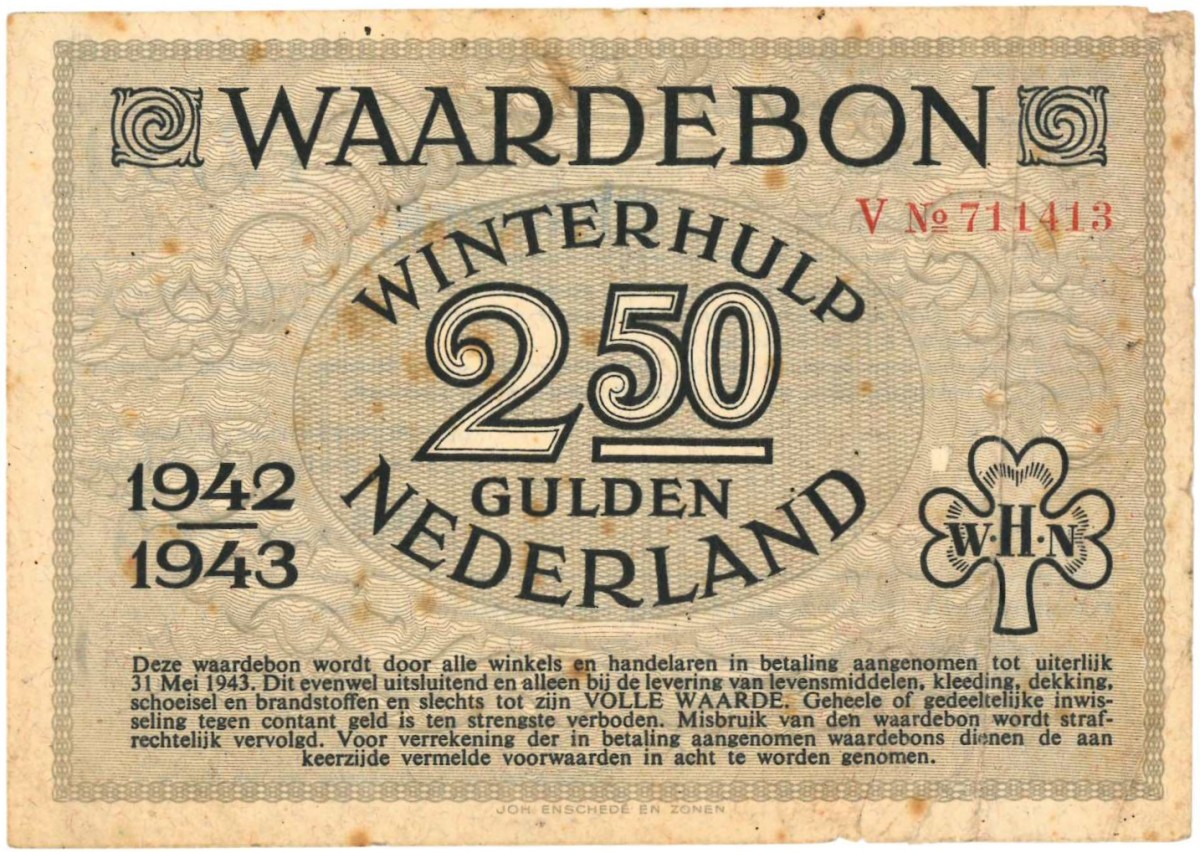 WAARDEBON
V No 711413
WINTERHULP
2 50
GULDEN
NEDERLAND
1942
1943
W·H·N
Deze waardebon wordt door alle winkels en handelaren in betaling aangenomen tot uiterlijk
31 Mei 1943. Dit evenwel uitsluitend en alleen bij de levering van levensmiddelen, kleeding, dekking,
schoeisel en brandstoffen en slechts tot zijn VOLLE WAARDE. Geheele of gedeeltelijke inwis-
seling tegen contant geld is ten strengste verboden. Misbruik van den waardebon wordt straf-
rechtelijk vervolgd. Voor verrekening der in betaling aangenomen waardebons dienen de aan
keerzijde vermelde voorwaarden in acht te worden genomen.
JOH. ENSCHEDÉ EN ZONEN